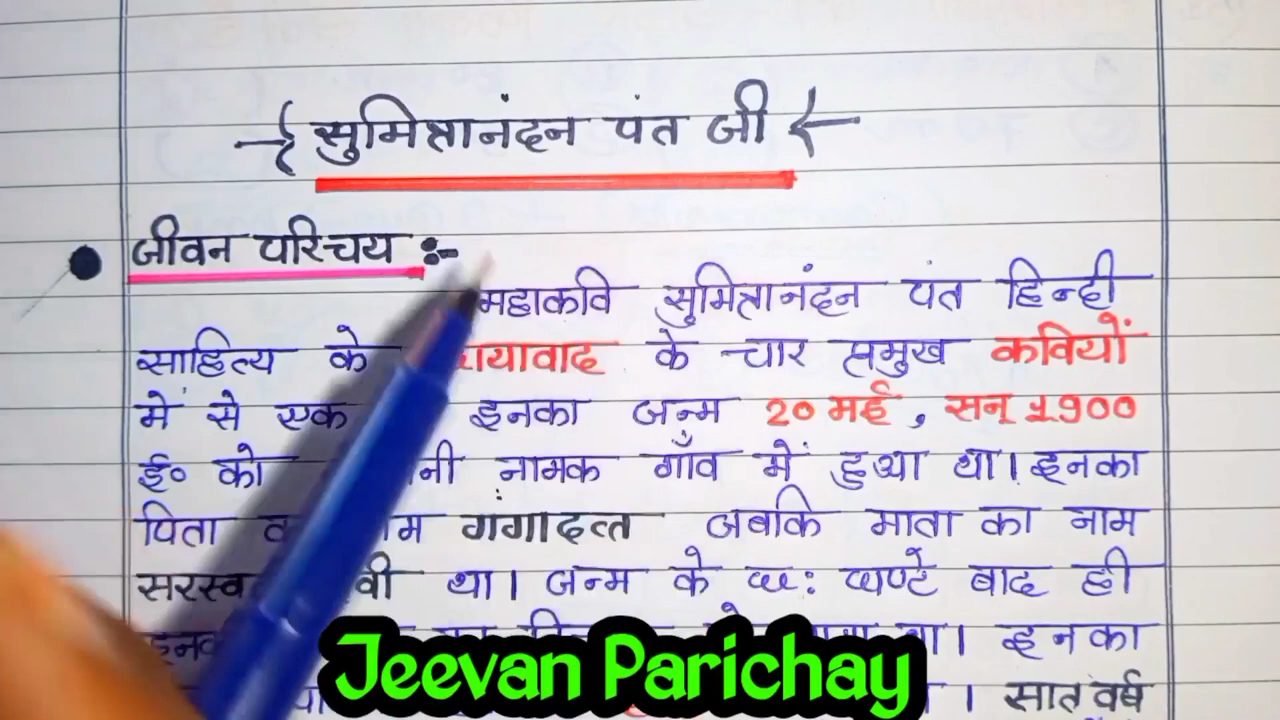 सुमित्रानंदन पंत जी
जीवन परिचय :-
महाकवि सुमित्रानंदन पंत हिन्दी
साहित्य के के चार प्रमुख कवियों
में से एक इनका जन्म 20 मई, सन् 1900
ई० को नामक गाँव में हुआ था। इनका
पिता गंगादत्त जबकि माता का नाम
था। जन्म के छः घण्टे बाद ही
इनका
सात वर्ष
Jeevan Parichay